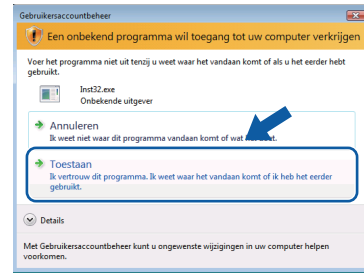 Gebruikersaccountbeheer
Een onbekend programma wil toegang tot uw computer verkrijgen
Voer het programma niet uit tenzij u weet waar het vandaan komt of als u het eerder hebt
gebruikt.
Inst32.exe
Onbekende uitgever
Annuleren
Ik weet niet waar dit programma vandaan komt of wat
Toestaan
Ik vertrouw dit programma. Ik weet waar het vandaan komt of ik heb het eerder
gebruikt.
Details
Met Gebruikersaccountbeheer kunt u ongewenste wijzigingen in uw computer helpen
voorkomen.